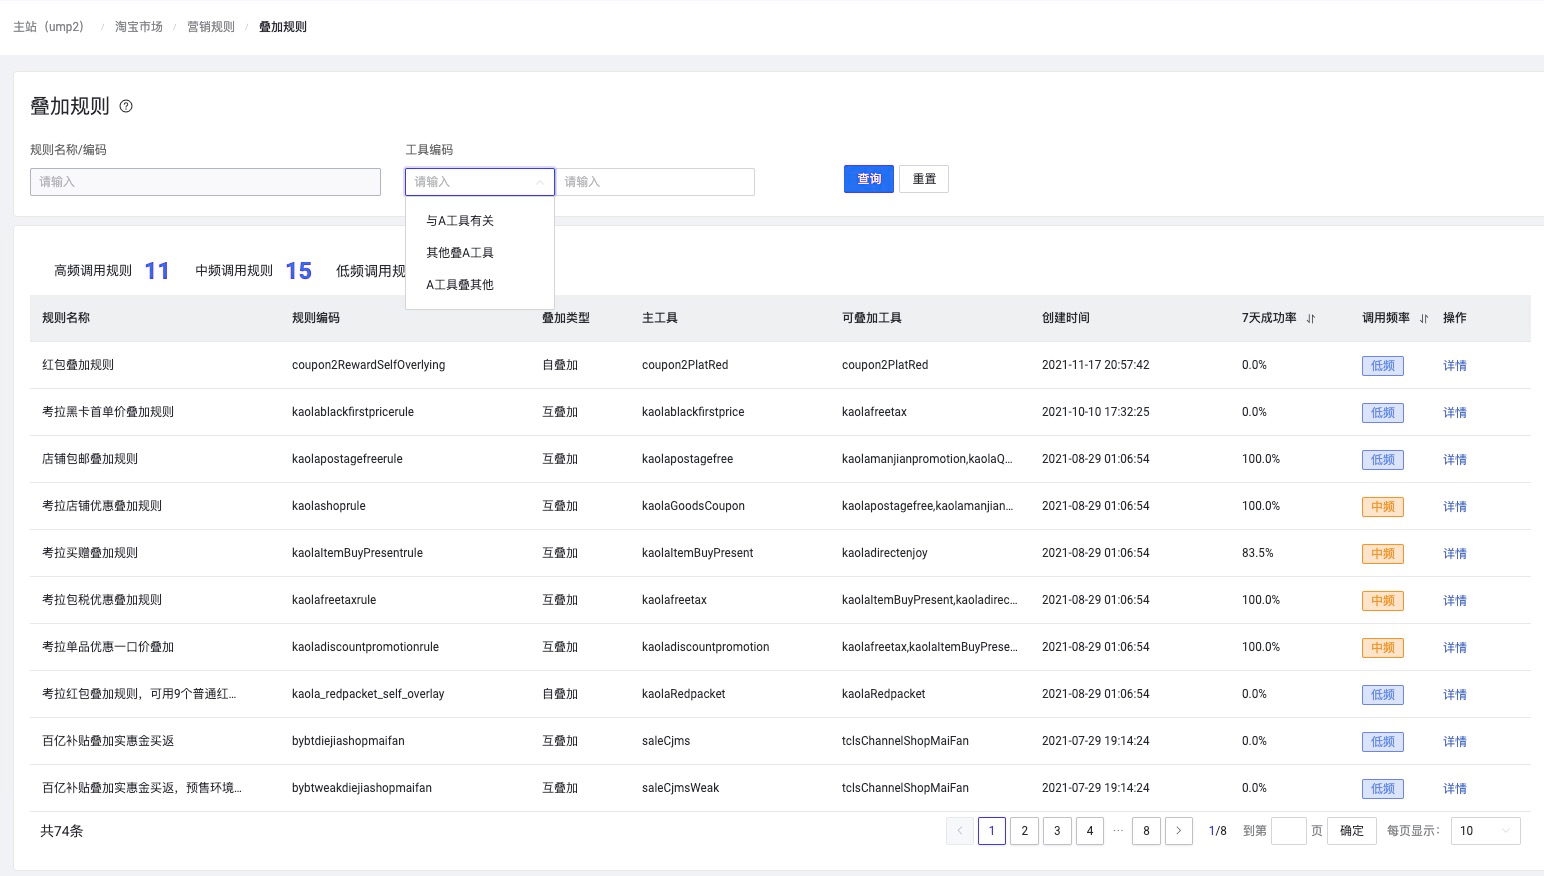 主站（ump2） / 淘宝市场 / 营销规则 / 叠加规则
叠加规则
规则名称/编码 工具编码
请输入 请输入 请输入 查询 重置
与A工具有关
其他叠A工具
A工具叠其他
高频调用规则 11 中频调用规则 15 低频调用规
规则名称 规则编码 叠加类型 主工具 可叠加工具 创建时间 7天成功率 调用频率 操作
红包叠加规则 coupon2RewardSelfOverlying 自叠加 coupon2PlatRed coupon2PlatRed 2021-11-17 20:57:42 0.0% 低频 详情
考拉黑卡首单价叠加规则 kaolablackfirstpricerule 互叠加 kaolablackfirstprice kaolafreetax 2021-10-10 17:32:25 0.0% 低频 详情
店铺包邮叠加规则 kaolapostagefreerule 互叠加 kaolapostagefree kaolamanjianpromotion,kaolaQ... 2021-08-29 01:06:54 100.0% 低频 详情
考拉店铺优惠叠加规则 kaolashoprule 互叠加 kaolaGoodsCoupon kaolapostagefree,kaolamanjian... 2021-08-29 01:06:54 100.0% 中频 详情
考拉买赠叠加规则 kaolaItemBuyPresentrule 互叠加 kaolaItemBuyPresent kaoladirectenjoy 2021-08-29 01:06:54 83.5% 中频 详情
考拉包税优惠叠加规则 kaolafreetaxrule 互叠加 kaolafreetax kaolaItemBuyPresent,kaoladirec... 2021-08-29 01:06:54 100.0% 中频 详情
考拉单品优惠一口价叠加 kaoladiscountpromotionrule 互叠加 kaoladiscountpromotion kaolafreetax,kaolaItemBuyPrese... 2021-08-29 01:06:54 100.0% 中频 详情
考拉红包叠加规则，可用9个普通红... kaola_redpacket_self_overlay 自叠加 kaolaRedpacket kaolaRedpacket 2021-08-29 01:06:54 0.0% 低频 详情
百亿补贴叠加实惠金买返 bybtdiejiashopmaifan 互叠加 saleCjms tclsChannelShopMaiFan 2021-07-29 19:14:24 0.0% 低频 详情
百亿补贴叠加实惠金买返，预售环境... bybtweakdiejiashopmaifan 互叠加 saleCjmsWeak tclsChannelShopMaiFan 2021-07-29 19:14:24 0.0% 低频 详情
共74条 1 2 3 4 ... 8 1/8 到第 页 确定 每页显示： 10